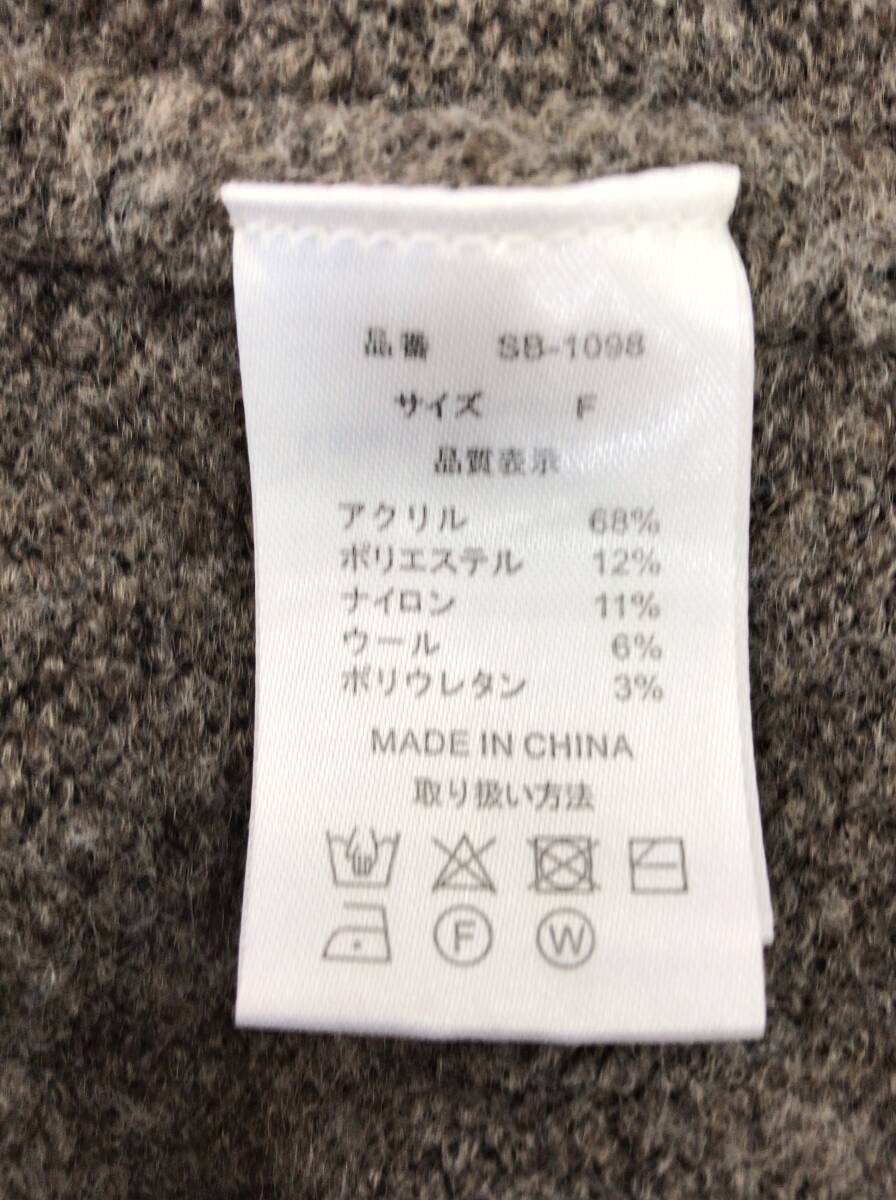 品番 SB-1098
サイズ F
品質表示
アクリル 68%
ポリエステル 12%
ナイロン 11%
ウール 6%
ポリウレタン 3%
MADE IN CHINA
取り扱い方法
F W